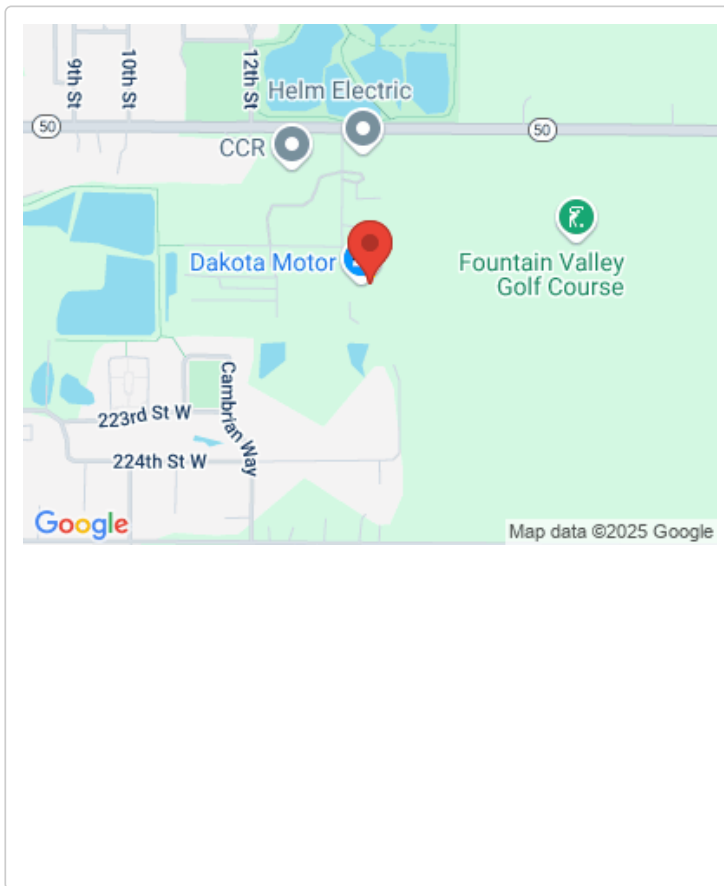 9th St
10th St
12th St
Helm Electric
50
CCR
50
Dakota Motor
Fountain Valley
Golf Course
Cambrian Way
223rd St W
224th St W
Google
Map data ©2025 Google